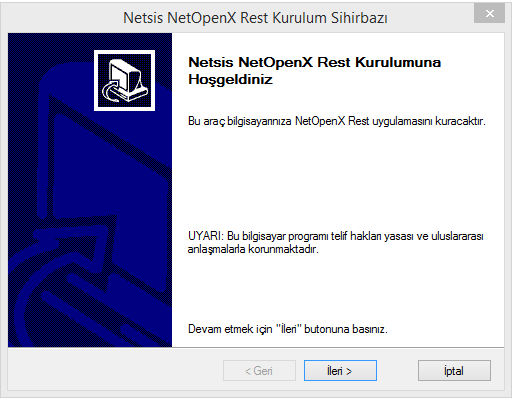 Netsis NetOpenX Rest Kurulum Sihirbazı
Netsis NetOpenX Rest Kurulumuna
Hoşgeldiniz
Bu araç bilgisayarınıza NetOpenX Rest uygulamasını kuracaktır.
UYARI: Bu bilgisayar programı telif hakları yasası ve uluslararası
anlaşmalarla korunmaktadır.
Devam etmek için "İleri" butonuna basınız.
< Geri
İleri >
İptal